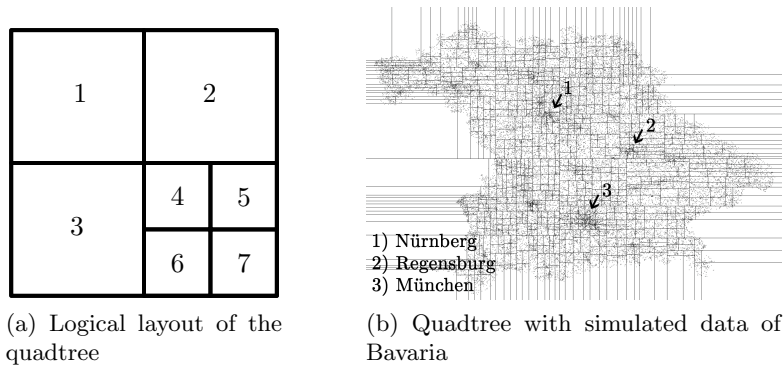 1
2
3
4
5
6
7
(a) Logical layout of the
quadtree
1
2
3
1) Nürnberg
2) Regensburg
3) München
(b) Quadtree with simulated data of
Bavaria